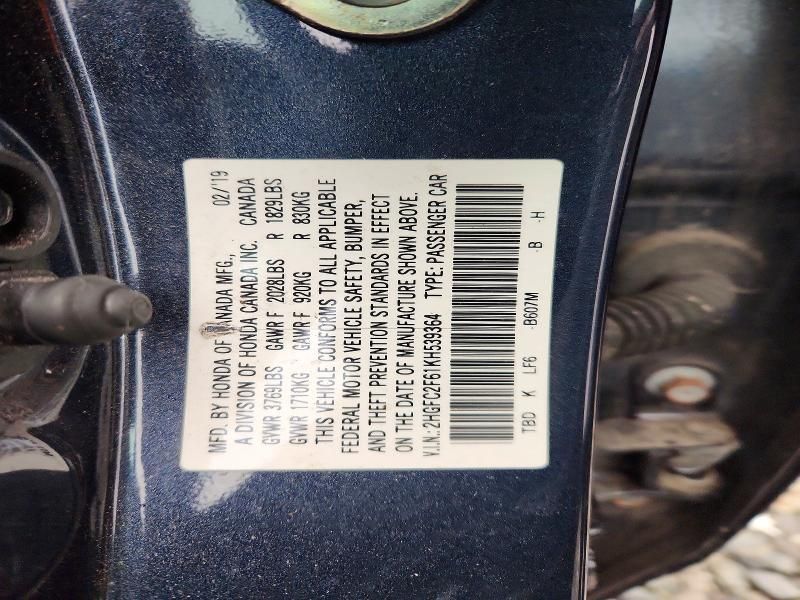 MFD. BY HONDA OF CANADA MFG., 02/'19
A DIVISION OF HONDA CANADA INC. CANADA
GVWR 3769LBS GAWR F 2028LBS R 1829LBS
GVWR 1710KG GAWR F 920KG R 830KG
THIS VEHICLE CONFORMS TO ALL APPLICABLE
FEDERAL MOTOR VEHICLE SAFETY, BUMPER,
AND THEFT PREVENTION STANDARDS IN EFFECT
ON THE DATE OF MANUFACTURE SHOWN ABOVE.
V.I.N.: 2HGFC2F61KH539364 TYPE: PASSENGER CAR
TBD K LF6 -B607M -B -H